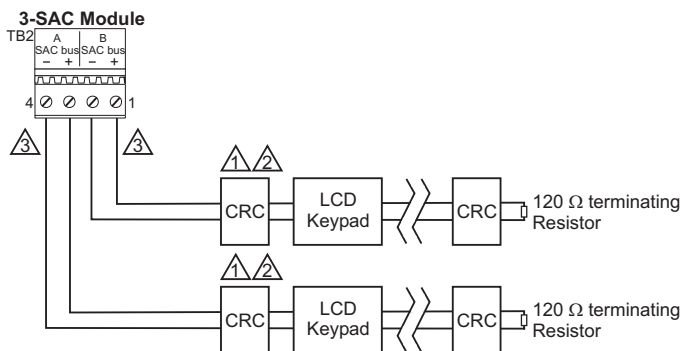 3-SAC Module
TB2
A B
SAC bus SAC bus
– + – +
4 1
3 3
1 2
CRC
LCD
Keypad
CRC
120 Ω terminating
Resistor
1 2
CRC
LCD
Keypad
CRC
120 Ω terminating
Resistor